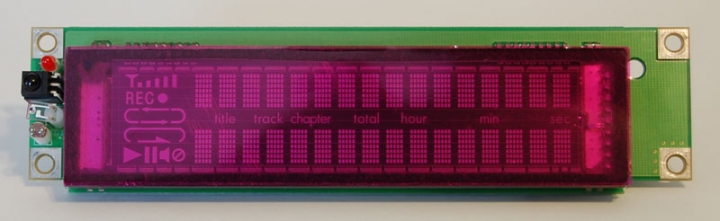 REC
title track chapter total hour min sec